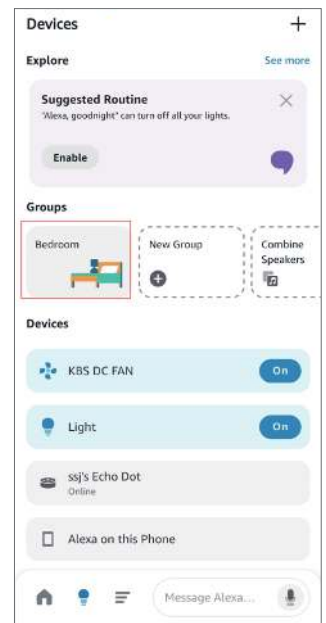 Devices
Explore
See more
Suggested Routine
"Alexa, goodnight" can turn off all your lights.
Enable
Groups
Bedroom
New Group
Combine
Speakers
Devices
KBS DC FAN
On
Light
On
ssj's Echo Dot
Online
Alexa on this Phone
Message Alexa...